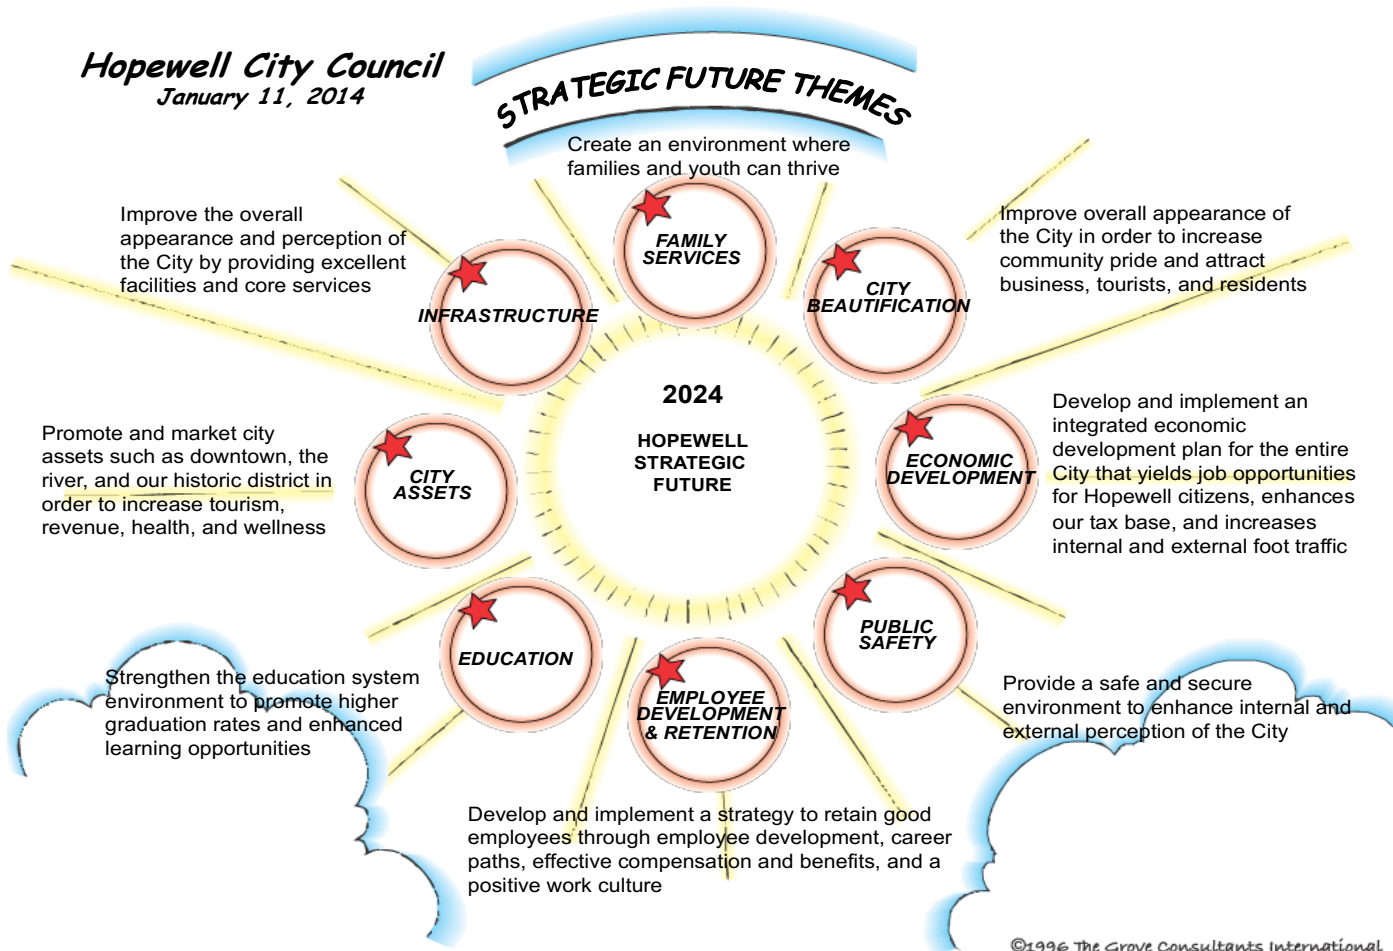 Hopewell City Council
January 11, 2014
STRATEGIC FUTURE THEMES
Create an environment where
families and youth can thrive
FAMILY
SERVICES
Improve the overall
appearance and perception of
the City by providing excellent
facilities and core services
INFRASTRUCTURE
CITY
BEAUTIFICATION
Improve overall appearance of
the City in order to increase
community pride and attract
business, tourists, and residents
2024
HOPEWELL
STRATEGIC
FUTURE
Promote and market city
assets such as downtown, the
river, and our historic district in
order to increase tourism,
revenue, health, and wellness
CITY
ASSETS
ECONOMIC
DEVELOPMENT
Develop and implement an
integrated economic
development plan for the entire
City that yields job opportunities
for Hopewell citizens, enhances
our tax base, and increases
internal and external foot traffic
Strengthen the education system
environment to promote higher
graduation rates and enhanced
learning opportunities
EDUCATION
EMPLOYEE
DEVELOPMENT
& RETENTION
PUBLIC
SAFETY
Provide a safe and secure
environment to enhance internal and
external perception of the City
Develop and implement a strategy to retain good
employees through employee development, career
paths, effective compensation and benefits, and a
positive work culture
©1996 The Grove Consultants International